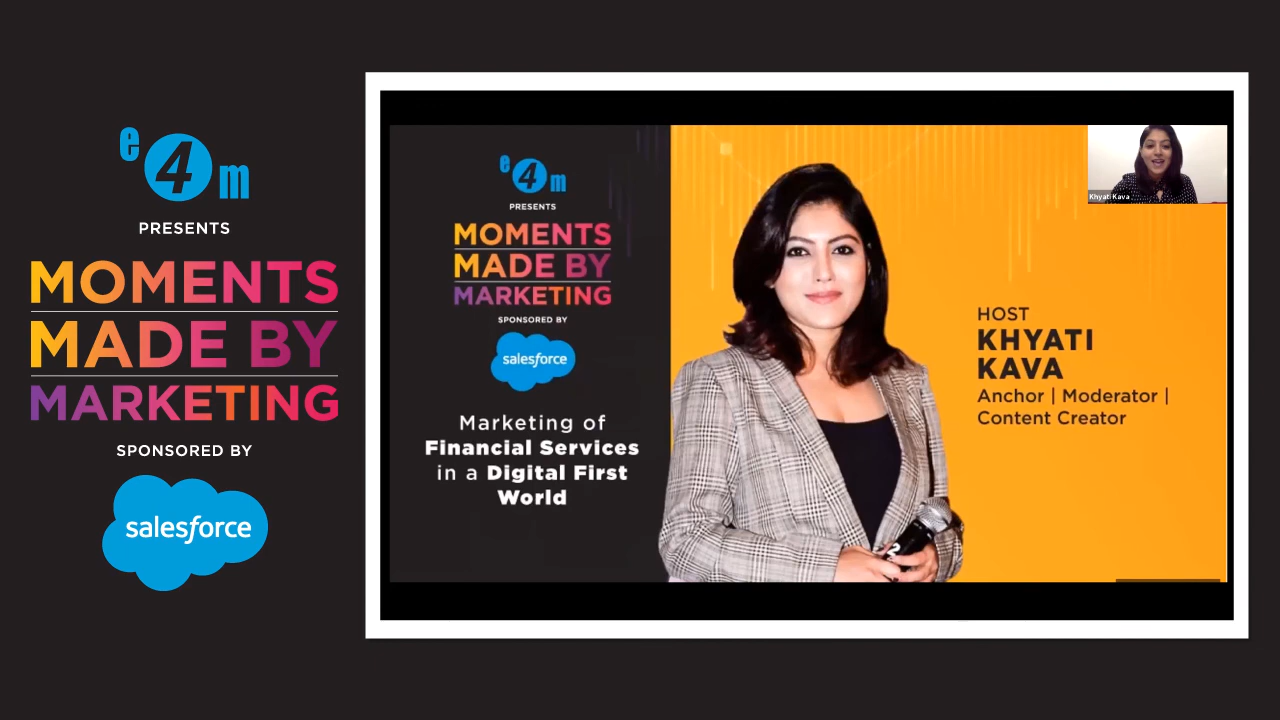 e4m
PRESENTS
MOMENTS
MADE BY
MARKETING
SPONSORED BY
salesforce
e4m
PRESENTS
MOMENTS
MADE BY
MARKETING
SPONSORED BY
salesforce
Marketing of
Financial Services
in a Digital First
World
HOST
KHYATI
KAVA
Anchor | Moderator |
Content Creator
Khyati Kava